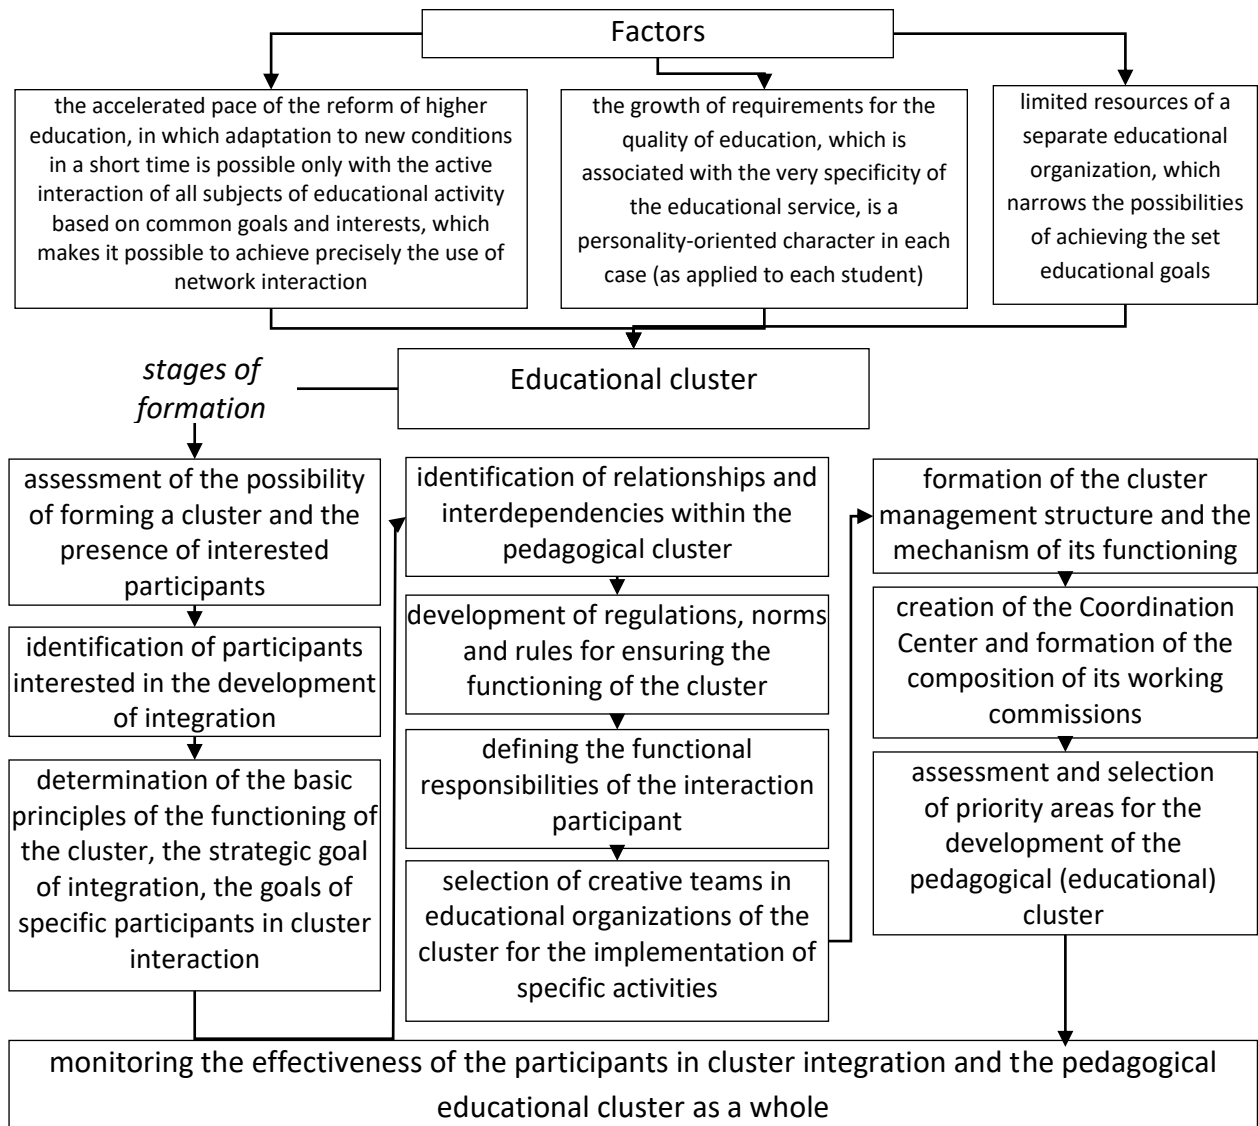 Factors
the accelerated pace of the reform of higher
education, in which adaptation to new conditions
in a short time is possible only with the active
interaction of all subjects of educational activity
based on common goals and interests, which
makes it possible to achieve precisely the use of
network interaction
the growth of requirements for the
quality of education, which is
associated with the very specificity of
the educational service, is a
personality-oriented character in each
case (as applied to each student)
limited resources of a
separate educational
organization, which
narrows the possibilities
of achieving the set
educational goals
Educational cluster
stages of
formation
assessment of the possibility
of forming a cluster and the
presence of interested
participants
identification of participants
interested in the development
of integration
determination of the basic
principles of the functioning of
the cluster, the strategic goal
of integration, the goals of
specific participants in cluster
interaction
identification of relationships and
interdependencies within the
pedagogical cluster
development of regulations, norms
and rules for ensuring the
functioning of the cluster
defining the functional
responsibilities of the interaction
participant
selection of creative teams in
educational organizations of the
cluster for the implementation of
specific activities
formation of the cluster
management structure and the
mechanism of its functioning
creation of the Coordination
Center and formation of the
composition of its working
commissions
assessment and selection
of priority areas for the
development of the
pedagogical (educational)
cluster
monitoring the effectiveness of the participants in cluster integration and the pedagogical
educational cluster as a whole